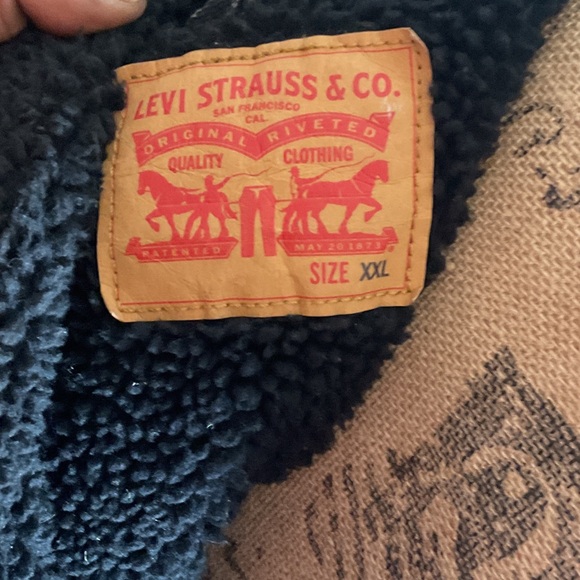 LEVI STRAUSS & CO.
SAN FRANCISCO
CAL.
ORIGINAL RIVETED
QUALITY CLOTHING
PATENTED MAY 20 1873
SIZE XXL